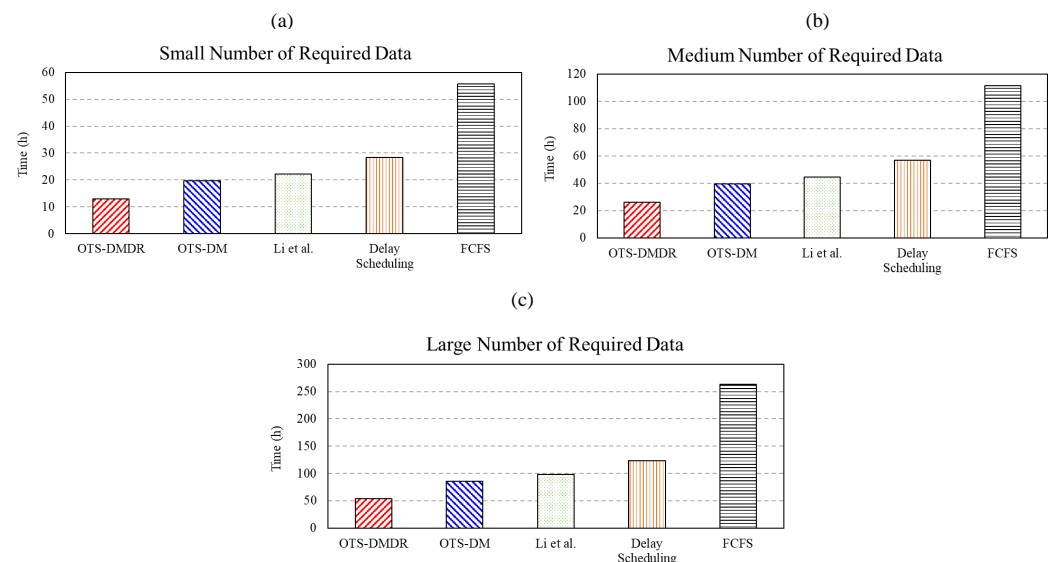 (a)
Small Number of Required Data
60
50
40
30
20
10
0
Time (h)
OTS-DMDR OTS-DM Li et al. Delay Scheduling FCFS
(b)
Medium Number of Required Data
120
100
80
60
40
20
0
Time (h)
OTS-DMDR OTS-DM Li et al. Delay Scheduling FCFS
(c)
Large Number of Required Data
300
250
200
150
100
50
0
Time (h)
OTS-DMDR OTS-DM Li et al. Delay Scheduling FCFS